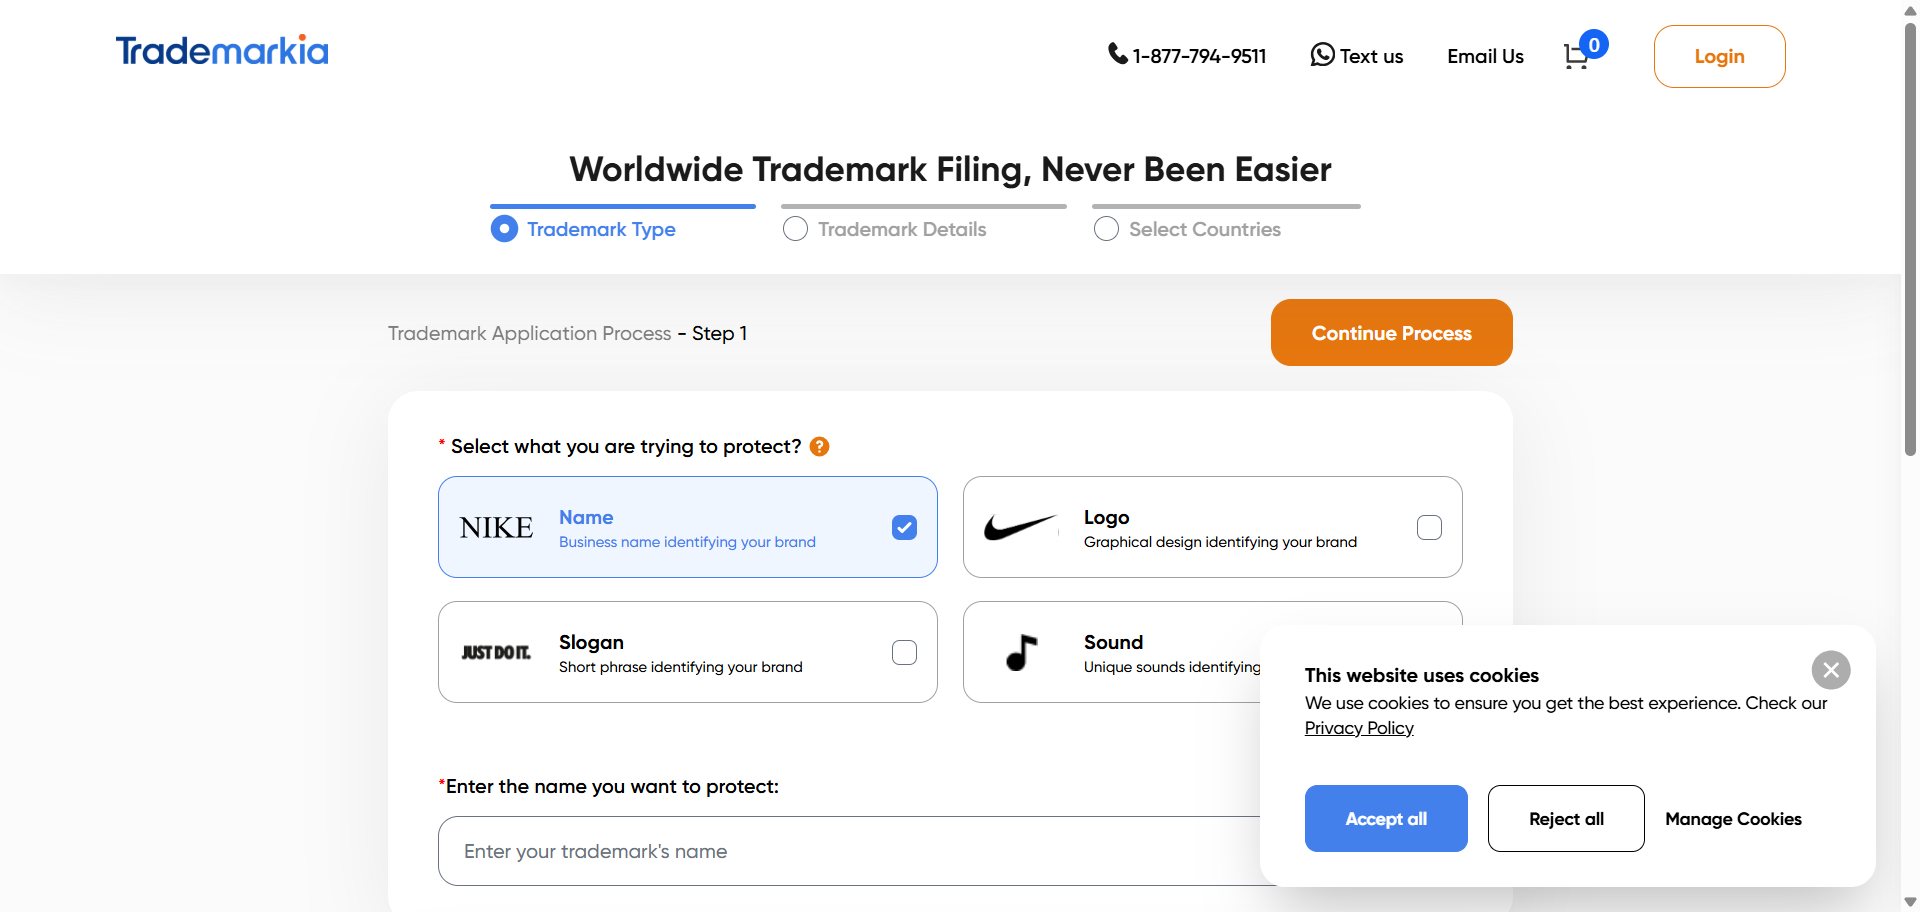 Trademarkia
1-877-794-9511
Text us
Email Us
0
Login
Worldwide Trademark Filing, Never Been Easier
Trademark Type
Trademark Details
Select Countries
Trademark Application Process - Step 1
Continue Process
* Select what you are trying to protect? ?
NIKE
Name
Business name identifying your brand
Logo
Graphical design identifying your brand
JUST DO IT.
Slogan
Short phrase identifying your brand
Sound
Unique sounds identifying
*Enter the name you want to protect:
Enter your trademark's name
This website uses cookies
We use cookies to ensure you get the best experience. Check our
Privacy Policy
Accept all
Reject all
Manage Cookies